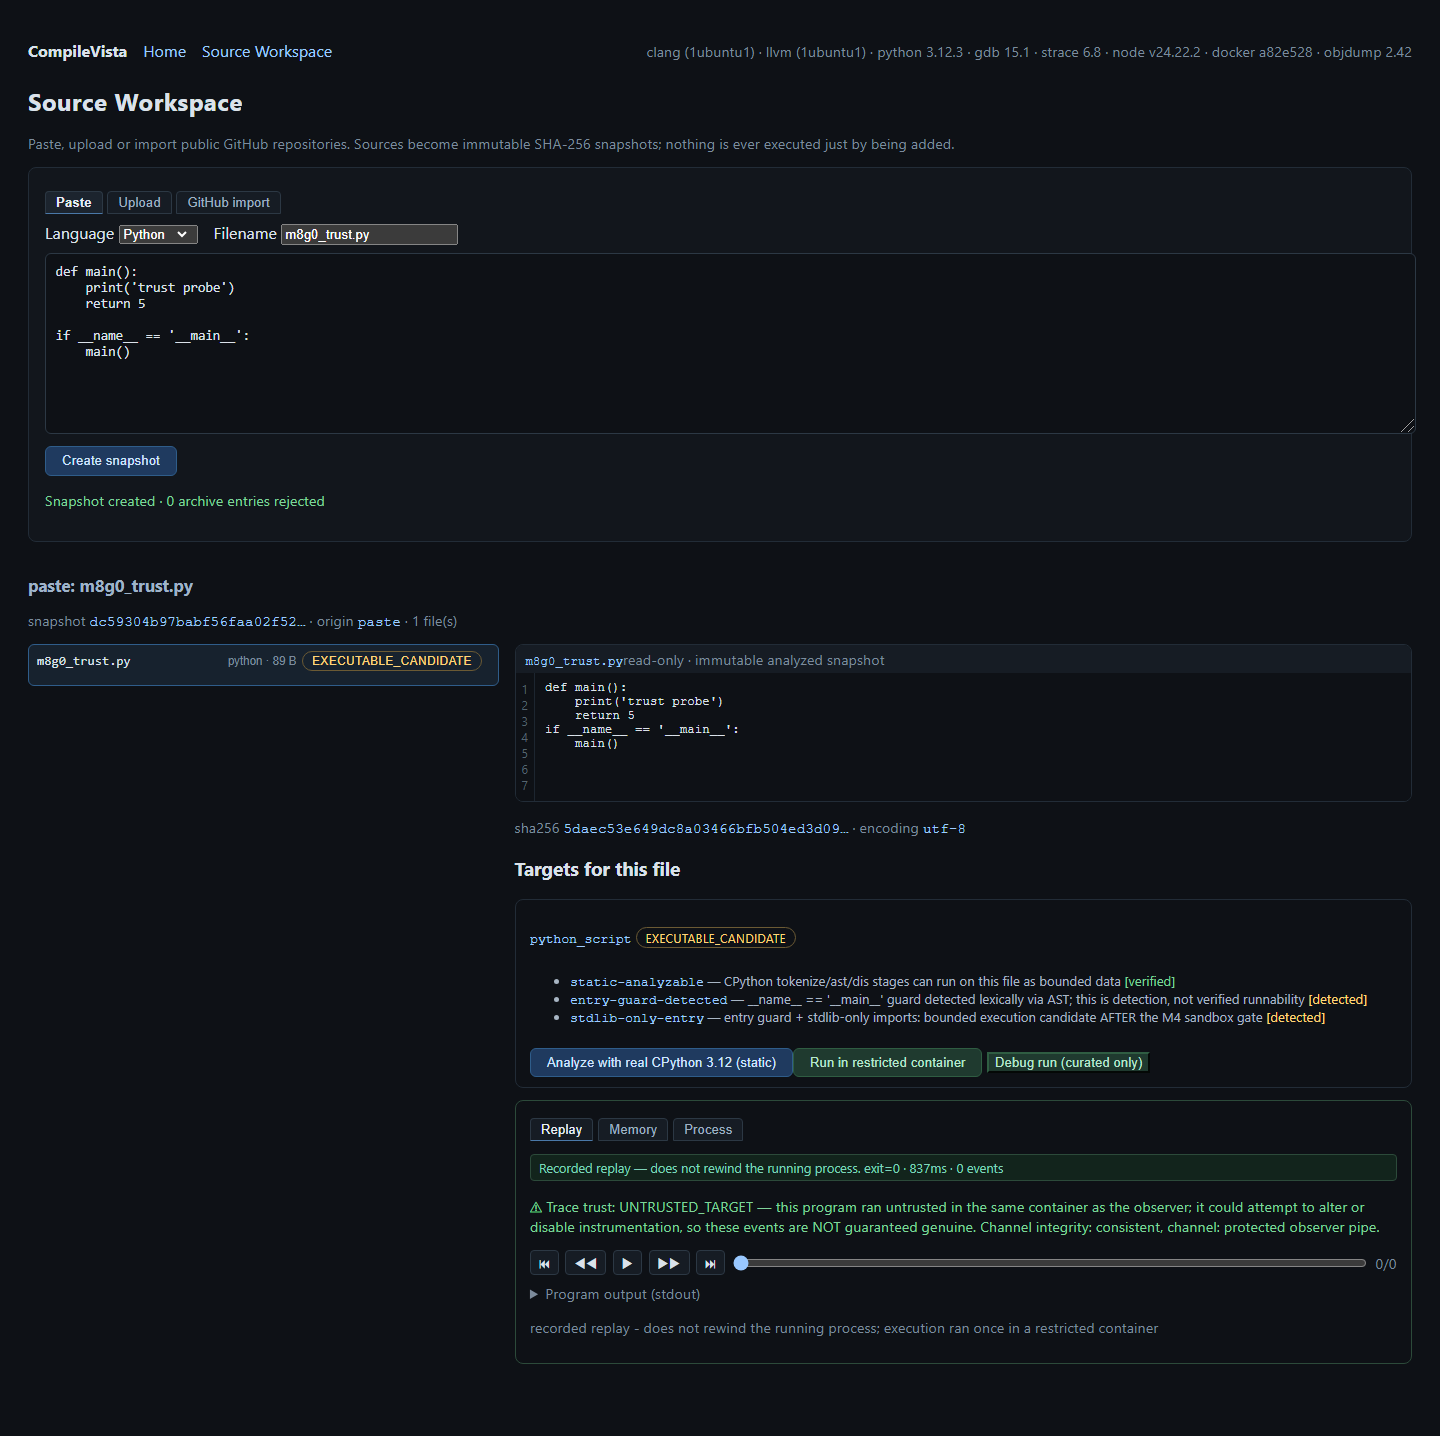 CompileVista Home Source Workspace clang (1ubuntu1) · llvm (1ubuntu1) · python 3.12.3 · gdb 15.1 · strace 6.8 · node v24.22.2 · docker a82e528 · objdump 2.42
Source Workspace
Paste, upload or import public GitHub repositories. Sources become immutable SHA-256 snapshots; nothing is ever executed just by being added.
Paste Upload GitHub import
Language Python Filename m8g0_trust.py
def main():
    print('trust probe')
    return 5
if __name__ == '__main__':
    main()
Create snapshot
Snapshot created · 0 archive entries rejected
paste: m8g0_trust.py
snapshot dc59304b97babf56faa02f52… · origin paste · 1 file(s)
m8g0_trust.py python · 89 B EXECUTABLE_CANDIDATE
m8g0_trust.pyread-only · immutable analyzed snapshot
1 def main():
2     print('trust probe')
3     return 5
4 if __name__ == '__main__':
5     main()
6
7
sha256 5daec53e649dc8a03466bfb504ed3d09… · encoding utf-8
Targets for this file
python_script EXECUTABLE_CANDIDATE
• static-analyzable — CPython tokenize/ast/dis stages can run on this file as bounded data [verified]
• entry-guard-detected — __name__ == '__main__' guard detected lexically via AST; this is detection, not verified runnability [detected]
• stdlib-only-entry — entry guard + stdlib-only imports: bounded execution candidate AFTER the M4 sandbox gate [detected]
Analyze with real CPython 3.12 (static) Run in restricted container Debug run (curated only)
Replay Memory Process
Recorded replay — does not rewind the running process. exit=0 · 837ms · 0 events
⚠ Trace trust: UNTRUSTED_TARGET — this program ran untrusted in the same container as the observer; it could attempt to alter or
disable instrumentation, so these events are NOT guaranteed genuine. Channel integrity: consistent, channel: protected observer pipe.
0/0
Program output (stdout)
recorded replay - does not rewind the running process; execution ran once in a restricted container